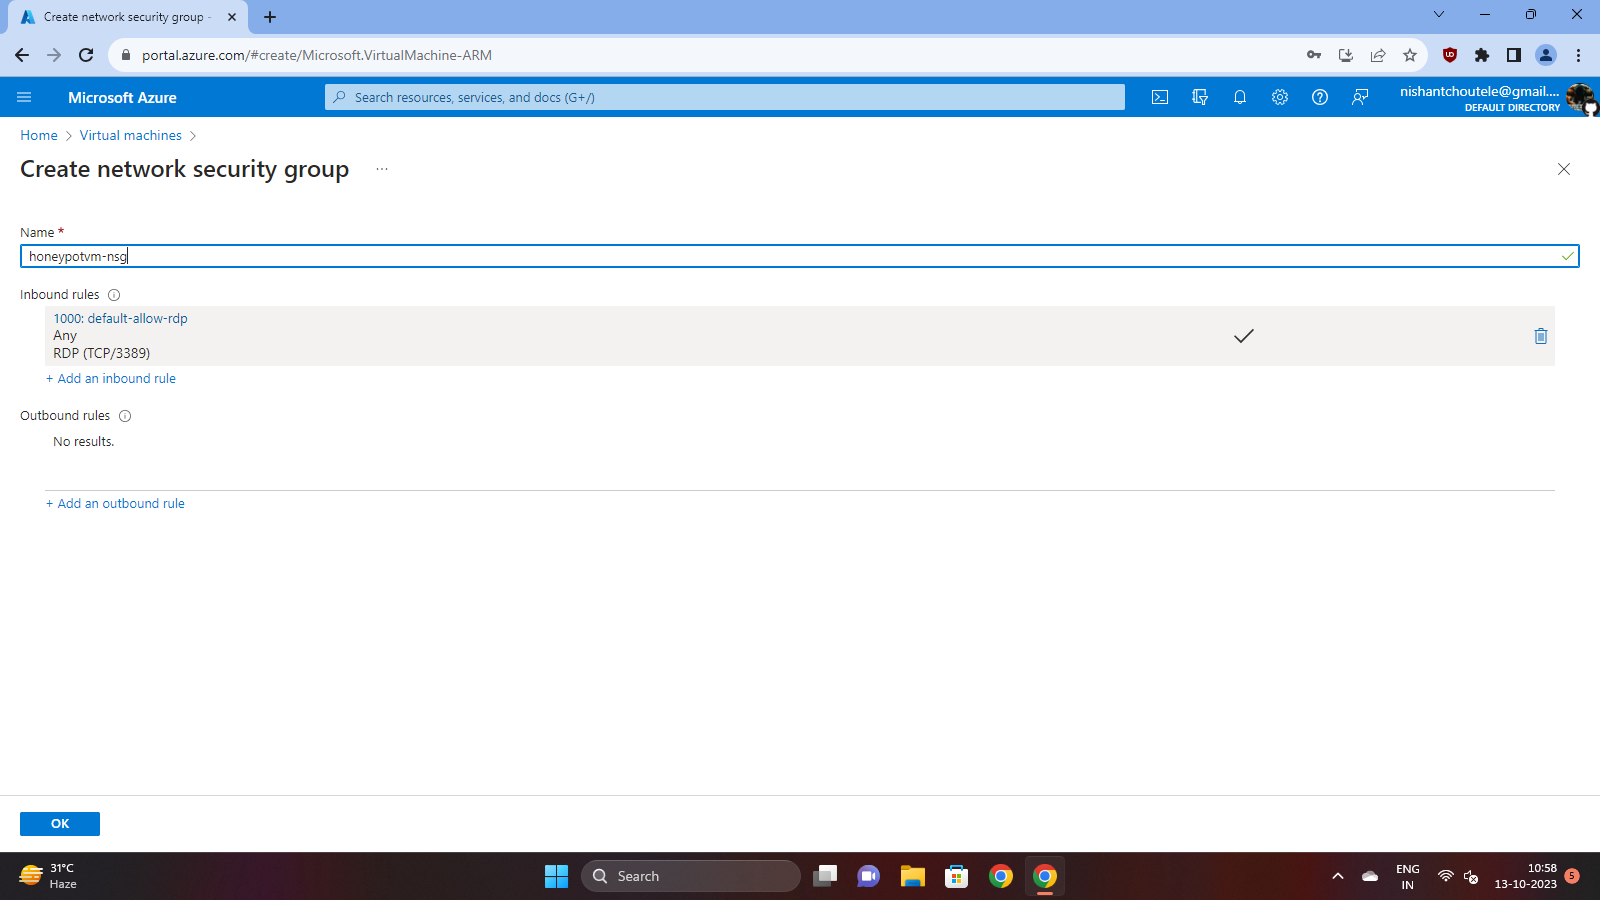 Create network security group -
portal.azure.com/#create/Microsoft.VirtualMachine-ARM
Microsoft Azure
Search resources, services, and docs (G+/)
nishantchoutele@gmail....
DEFAULT DIRECTORY
Home > Virtual machines >
Create network security group ...
Name *
honeypotvm-nsg
Inbound rules
1000: default-allow-rdp
Any
RDP (TCP/3389)
+ Add an inbound rule
Outbound rules
No results.
+ Add an outbound rule
OK
31°C
Haze
Search
ENG
IN
10:58
13-10-2023
5